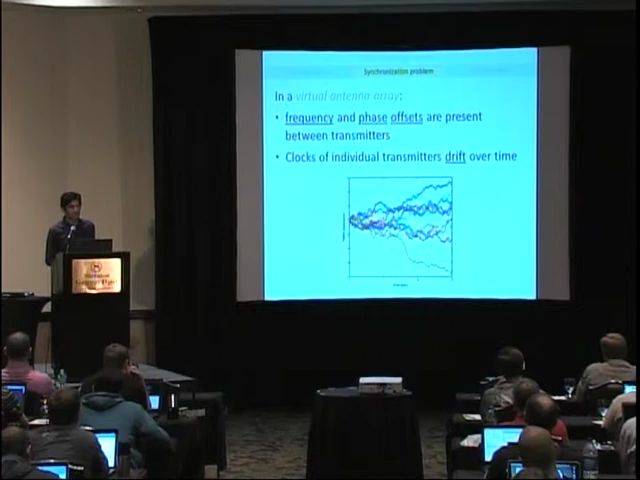 Synchronization problem
In a virtual antenna array:
• frequency and phase offsets are present
between transmitters
• Clocks of individual transmitters drift over time